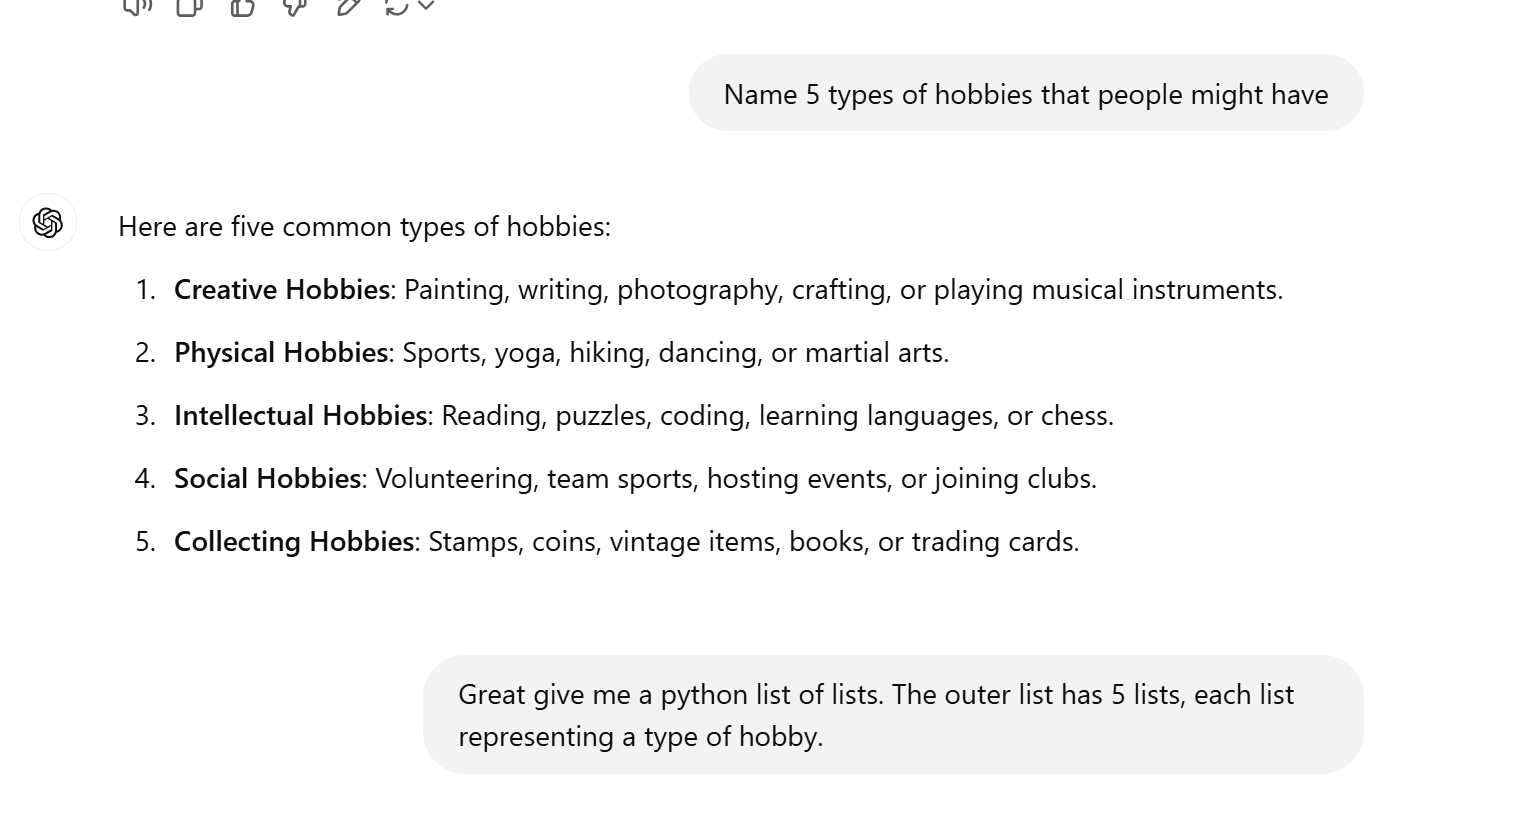 Name 5 types of hobbies that people might have
Here are five common types of hobbies:
1. Creative Hobbies: Painting, writing, photography, crafting, or playing musical instruments.
2. Physical Hobbies: Sports, yoga, hiking, dancing, or martial arts.
3. Intellectual Hobbies: Reading, puzzles, coding, learning languages, or chess.
4. Social Hobbies: Volunteering, team sports, hosting events, or joining clubs.
5. Collecting Hobbies: Stamps, coins, vintage items, books, or trading cards.
Great give me a python list of lists. The outer list has 5 lists, each list
representing a type of hobby.